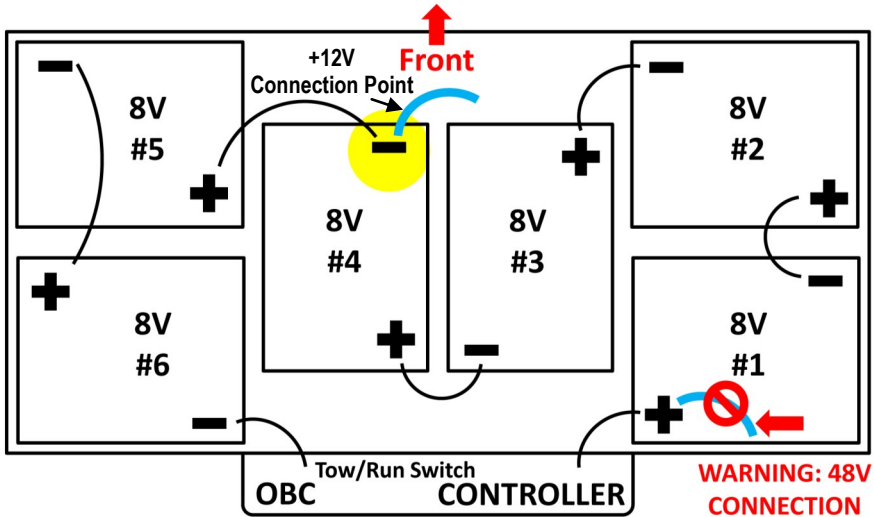 +12V
Connection Point
Front
8V
#5
8V
#2
8V
#4
8V
#3
8V
#6
8V
#1
Tow/Run Switch
OBC
CONTROLLER
WARNING: 48V
CONNECTION